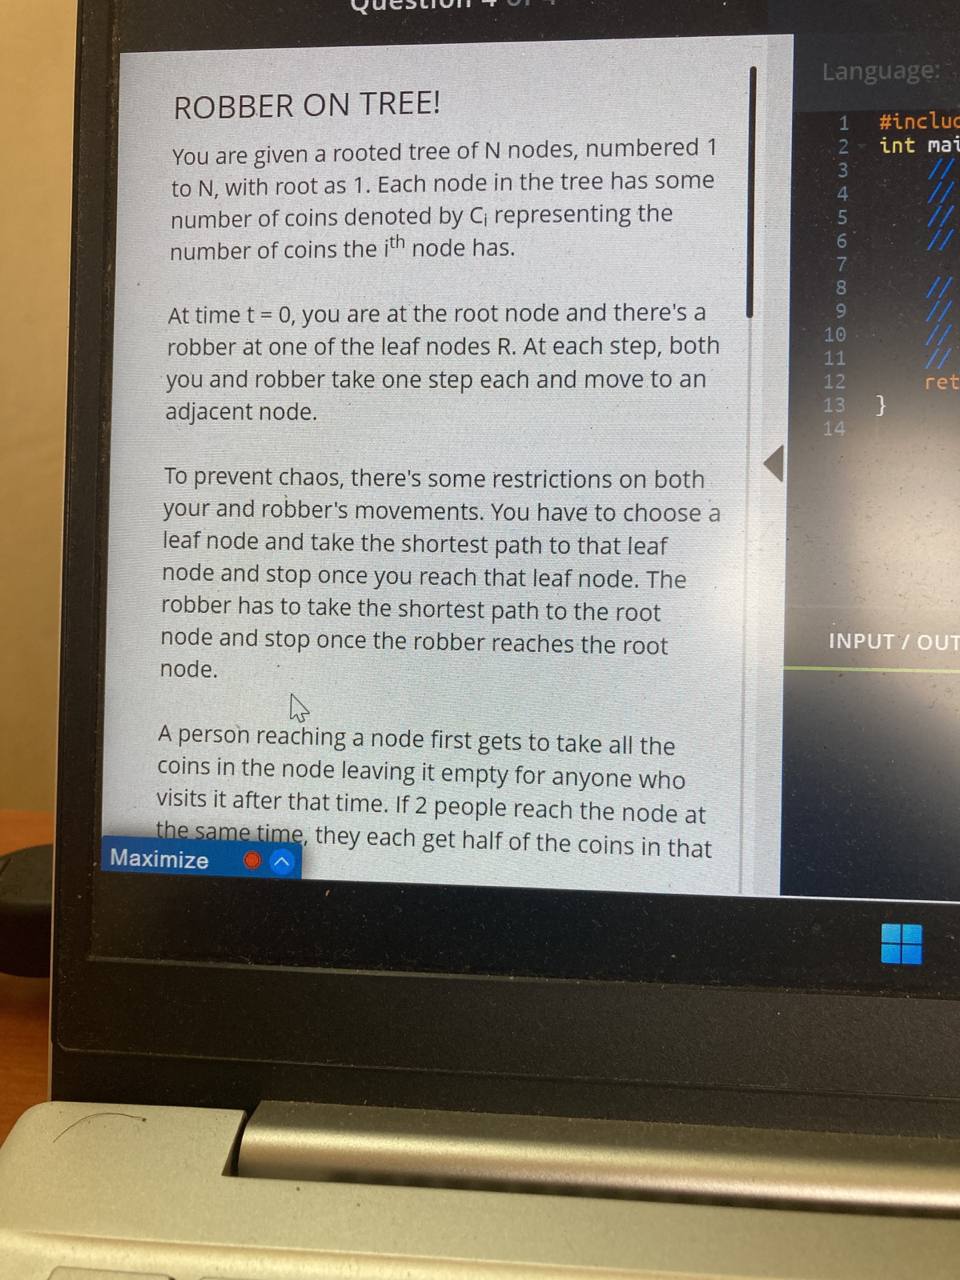 Question 4 of 4
ROBBER ON TREE!
You are given a rooted tree of N nodes, numbered 1
to N, with root as 1. Each node in the tree has some
number of coins denoted by Cᵢ representing the
number of coins the iᵗʰ node has.
At time t = 0, you are at the root node and there's a
robber at one of the leaf nodes R. At each step, both
you and robber take one step each and move to an
adjacent node.
To prevent chaos, there's some restrictions on both
your and robber's movements. You have to choose a
leaf node and take the shortest path to that leaf
node and stop once you reach that leaf node. The
robber has to take the shortest path to the root
node and stop once the robber reaches the root
node.
A person reaching a node first gets to take all the
coins in the node leaving it empty for anyone who
visits it after that time. If 2 people reach the node at
the same time, they each get half of the coins in that
Maximize
Language:
1 #includ
2 int mai
3 //
4 //
5 //
6 //
7
8 //
9 //
10 //
11 //
12 ret
13 }
14
INPUT / OUT